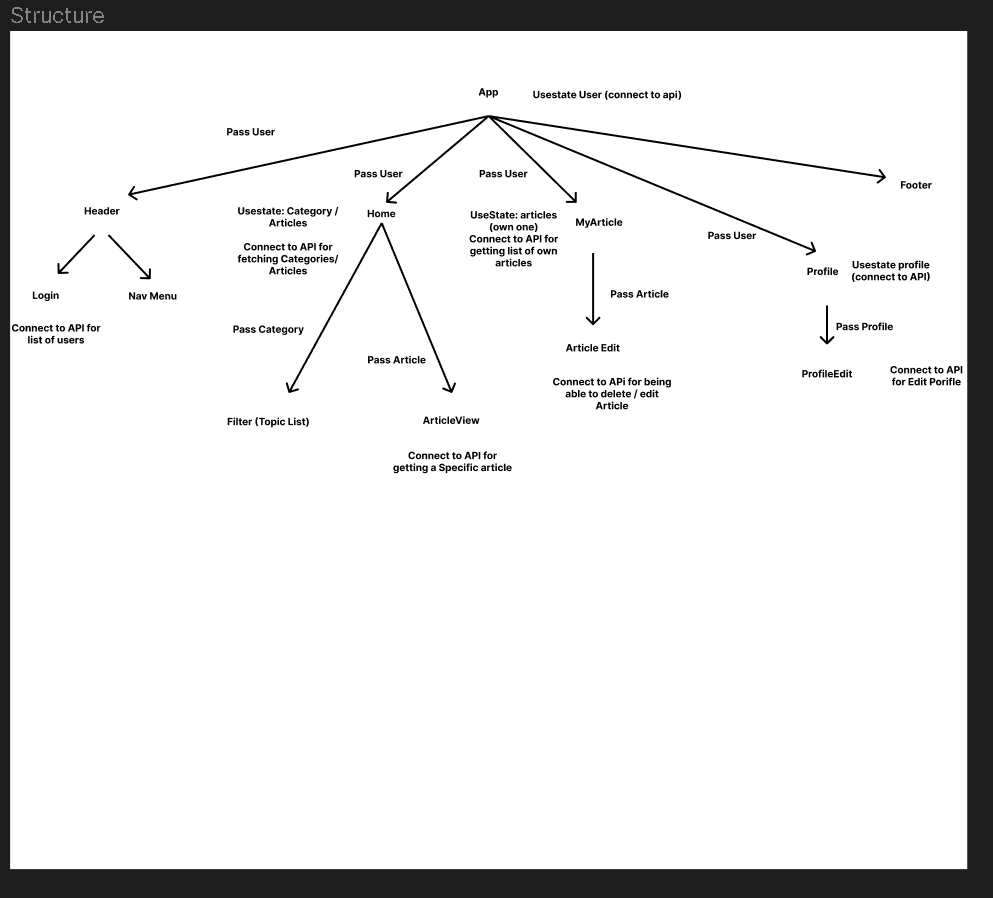 Structure
App
Usestate User (connect to api)
Pass User
Pass User
Pass User
Pass User
Header
Login
Nav Menu
Connect to API for
list of users
Usestate: Category /
Articles
Connect to API for
fetching Categories/
Articles
Home
Pass Category
Pass Article
Filter (Topic List)
ArticleView
Connect to API for
getting a Specific article
UseState: articles
(own one)
Connect to API for
getting list of own
articles
MyArticle
Pass Article
Article Edit
Connect to APi for being
able to delete / edit
Article
Profile
Usestate profile
(connect to API)
Pass Profile
ProfileEdit
Connect to API
for Edit Porifle
Footer